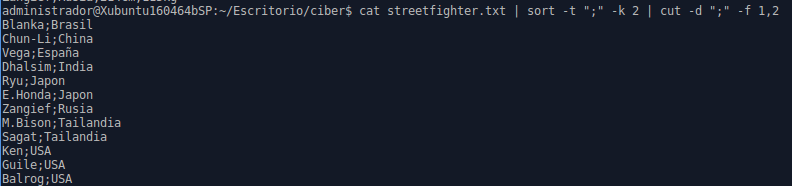 administrador@Xubuntu160464bSP:~/Escritorio/ciber$ cat streetfighter.txt | sort -t ";" -k 2 | cut -d ";" -f 1,2
Blanka;Brasil
Chun-Li;China
Vega;España
Dhalsim;India
Ryu;Japon
E.Honda;Japon
Zangief;Rusia
M.Bison;Tailandia
Sagat;Tailandia
Ken;USA
Guile;USA
Balrog;USA